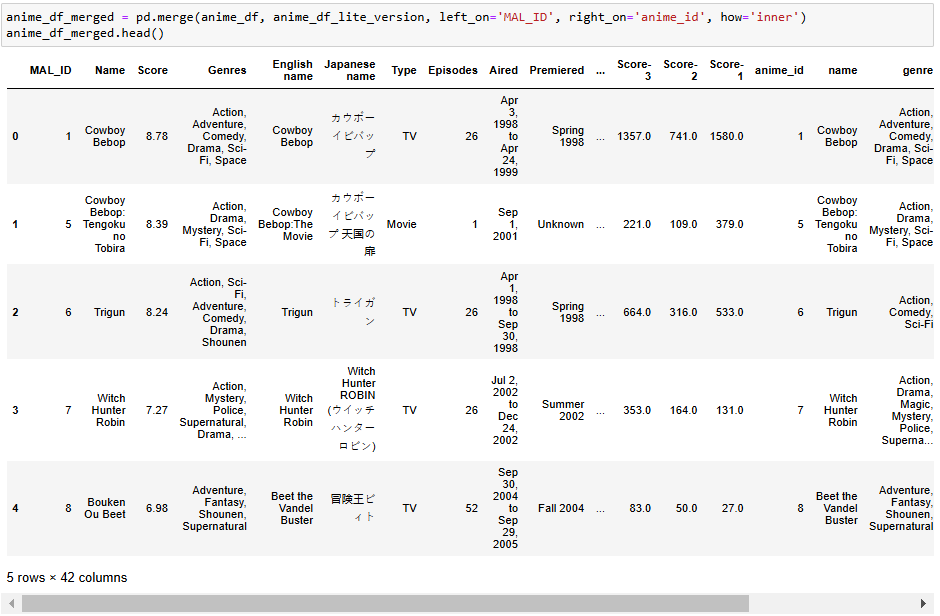 anime_df_merged = pd.merge(anime_df, anime_df_lite_version, left_on='MAL_ID', right_on='anime_id', how='inner')
anime_df_merged.head()
MAL_ID Name Score Genres English name Japanese name Type Episodes Aired Premiered ... Score-3 Score-2 Score-1 anime_id name genre
0 1 Cowboy Bebop 8.78 Action, Adventure, Comedy, Drama, Sci-Fi, Space Cowboy Bebop カウボーイビバップ TV 26 Apr 3, 1998 to Apr 24, 1999 Spring 1998 ... 1357.0 741.0 1580.0 1 Cowboy Bebop Action, Adventure, Comedy, Drama, Sci-Fi, Space
1 5 Cowboy Bebop: Tengoku no Tobira 8.39 Action, Drama, Mystery, Sci-Fi, Space Cowboy Bebop:The Movie カウボーイビバップ 天国の扉 Movie 1 Sep 1, 2001 Unknown ... 221.0 109.0 379.0 5 Cowboy Bebop: Tengoku no Tobira Action, Drama, Mystery, Sci-Fi, Space
2 6 Trigun 8.24 Action, Sci-Fi, Adventure, Comedy, Drama, Shounen Trigun トライガン TV 26 Apr 1, 1998 to Sep 30, 1998 Spring 1998 ... 664.0 316.0 533.0 6 Trigun Action, Comedy, Sci-Fi
3 7 Witch Hunter Robin 7.27 Action, Mystery, Police, Supernatural, Drama, ... Witch Hunter Robin Witch Hunter ROBIN (ウイッチハンターロビン) TV 26 Jul 2, 2002 to Dec 24, 2002 Summer 2002 ... 353.0 164.0 131.0 7 Witch Hunter Robin Action, Drama, Magic, Mystery, Police, Superna...
4 8 Bouken Ou Beet 6.98 Adventure, Fantasy, Shounen, Supernatural Beet the Vandel Buster 冒険王ビィト TV 52 Sep 30, 2004 to Sep 29, 2005 Fall 2004 ... 83.0 50.0 27.0 8 Beet the Vandel Buster Adventure, Fantasy, Shounen, Supernatural
5 rows × 42 columns